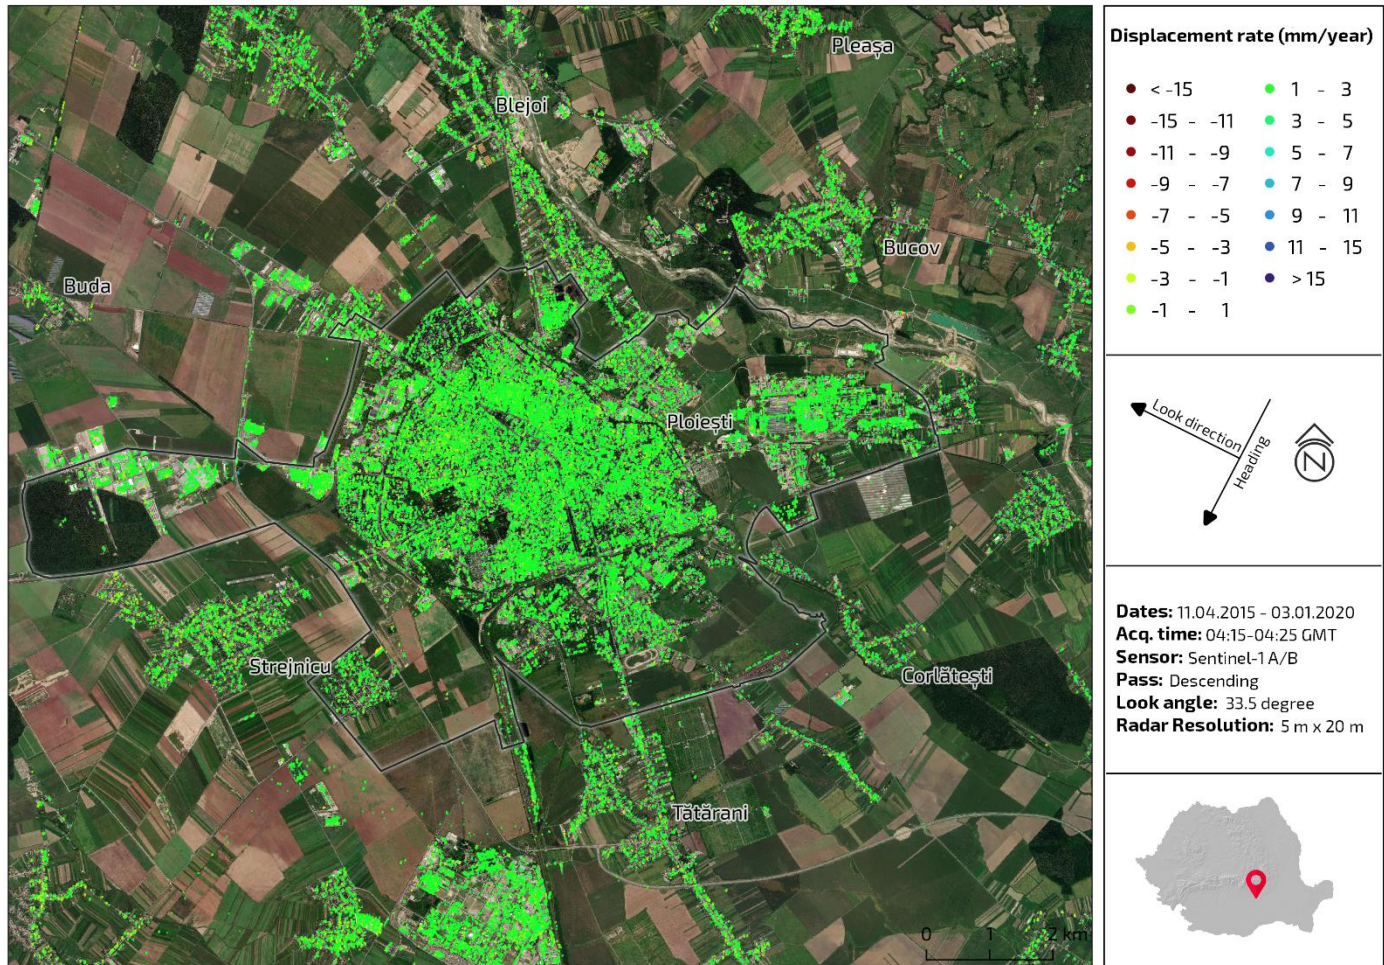 Pleașa
Blejoi
Bucov
Buda
Ploiești
Strejnicu
Corlătești
Tătărani
0 1 2 km
Displacement rate (mm/year)
< -15 1 - 3
-15 - -11 3 - 5
-11 - -9 5 - 7
-9 - -7 7 - 9
-7 - -5 9 - 11
-5 - -3 11 - 15
-3 - -1 > 15
-1 - 1
Look direction
Heading
N
Dates: 11.04.2015 - 03.01.2020
Acq. time: 04:15-04:25 GMT
Sensor: Sentinel-1 A/B
Pass: Descending
Look angle: 33.5 degree
Radar Resolution: 5 m x 20 m